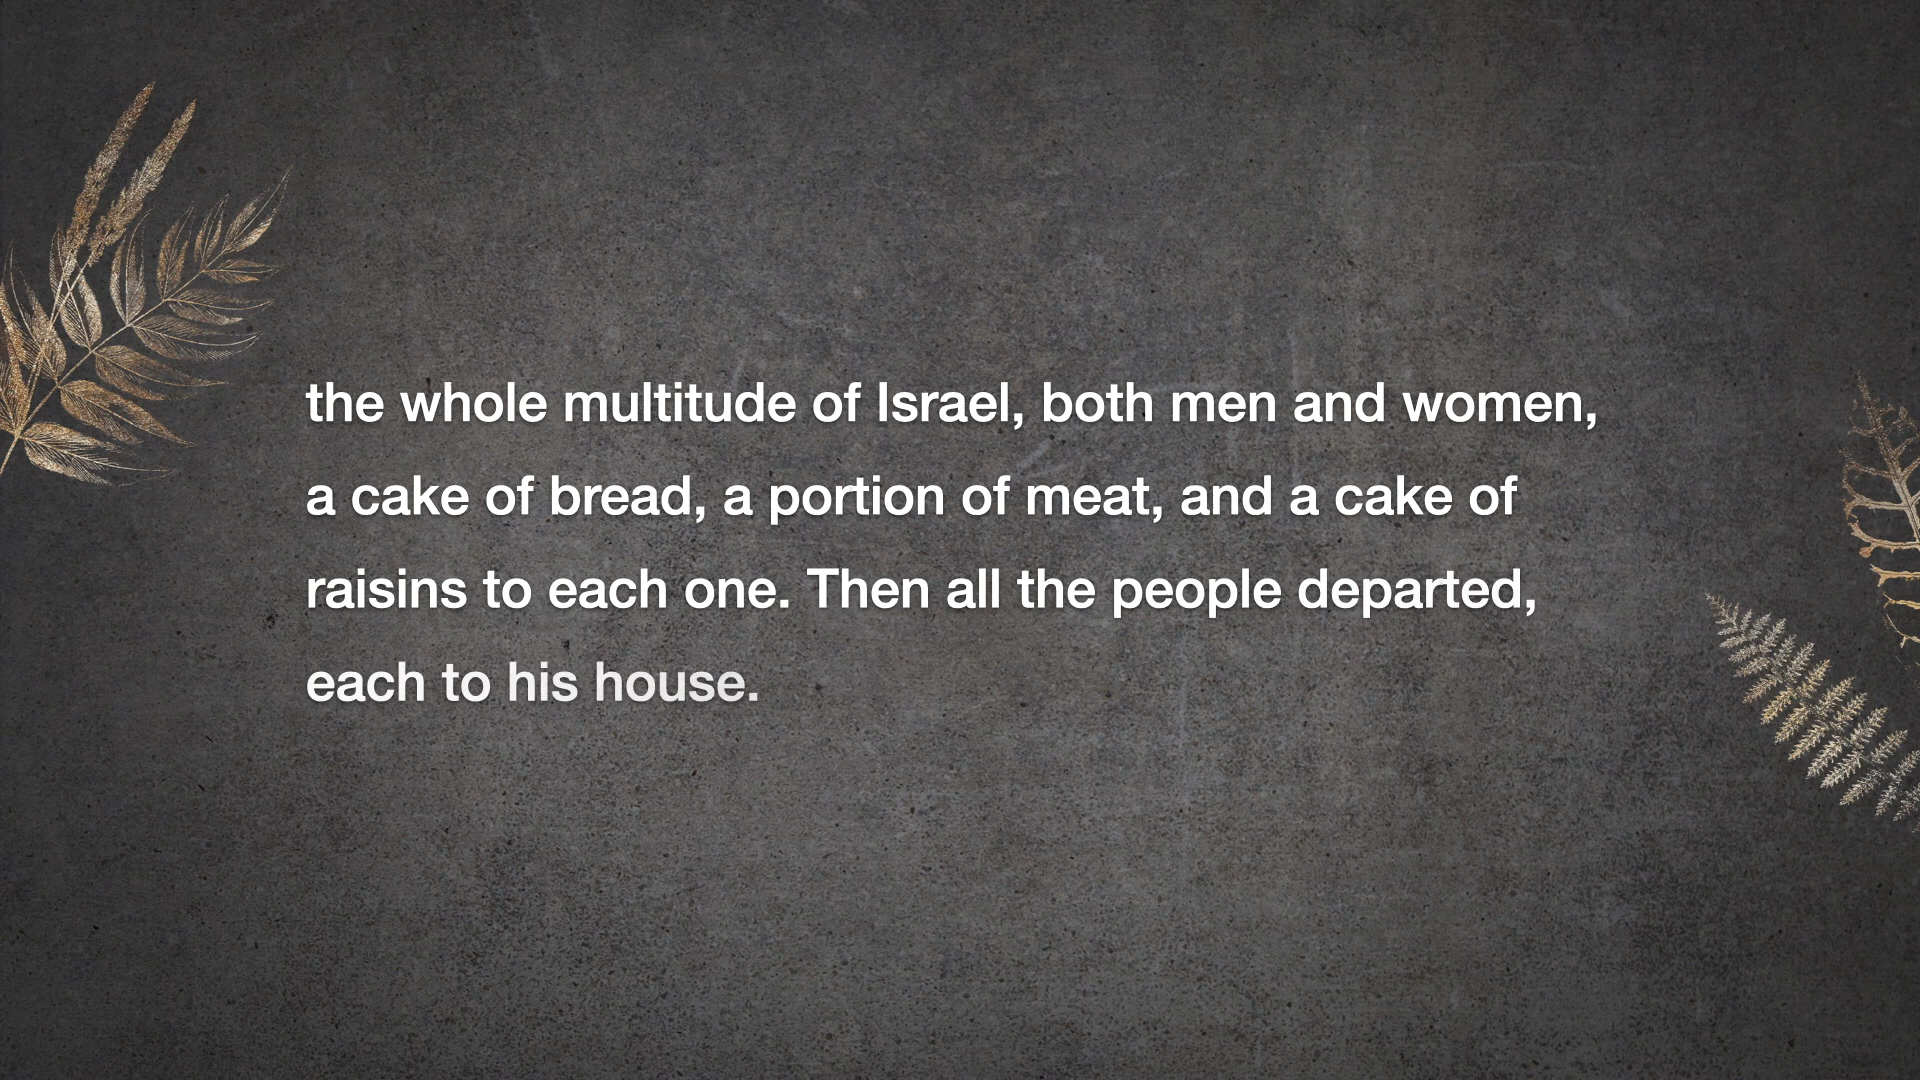 the whole multitude of Israel, both men and women,
a cake of bread, a portion of meat, and a cake of
raisins to each one. Then all the people departed,
each to his house.